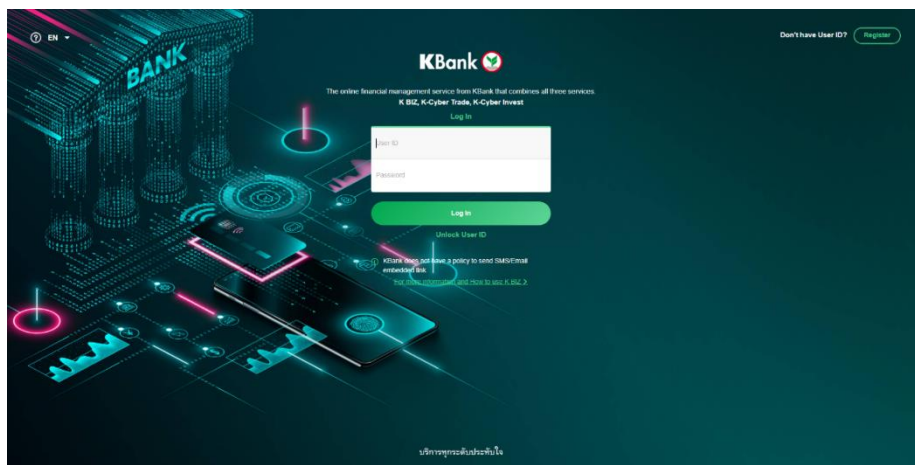 EN
Don't have User ID?
Register
BANK
KBank
The online financial management service from KBank that combines all three services.
K BIZ, K-Cyber Trade, K-Cyber Invest
Log In
User ID
Password
Log In
Unlock User ID
KBank does not have a policy to send SMS/Email
embedded link
For more information and How to use K BIZ >
บริการทุกระดับประทับใจ